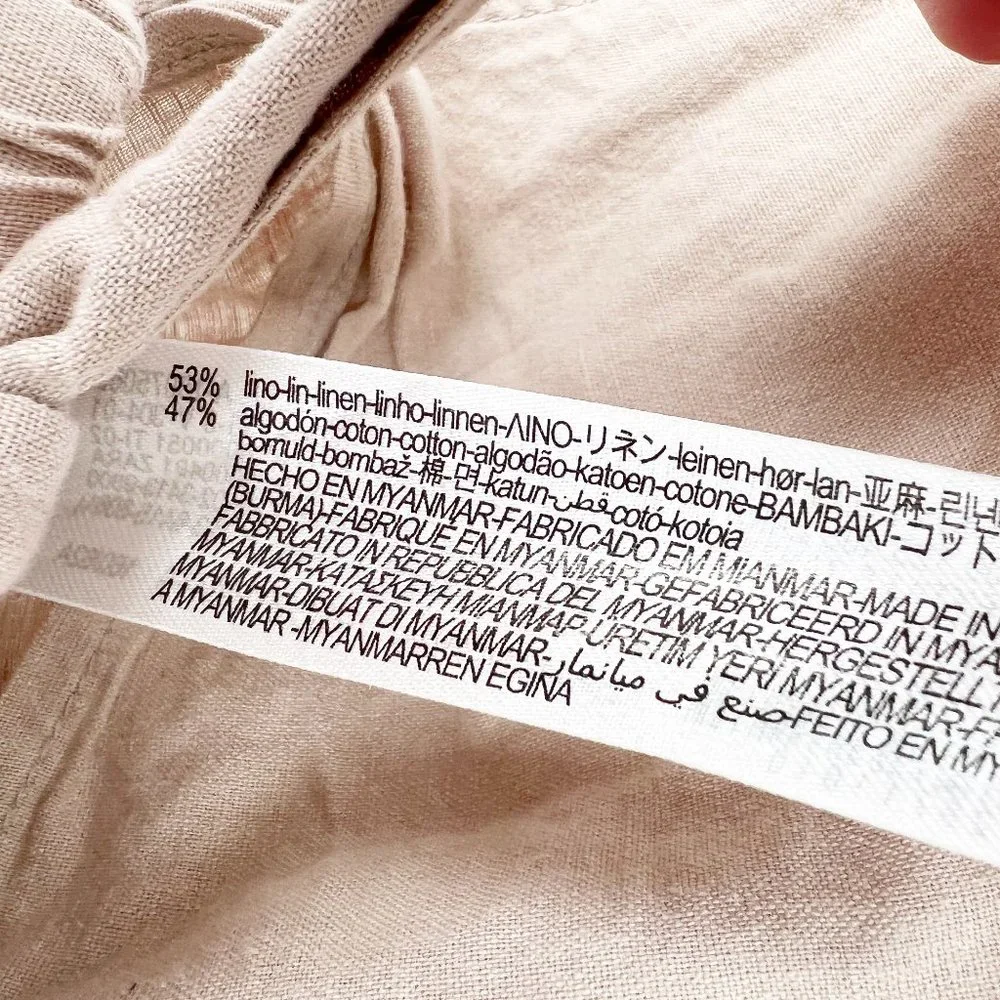 53% lino-lin-linen-linho-linnen-ΛΙΝΟ-リネン-leinen-hør-lan-亚麻-린넨
47% algodón-coton-cotton-algodão-katoen-cotone-BAMBAKI-コット
bomuld-bombaž-棉-면-katun-قطن-cotó-kotoia
HECHO EN MYANMAR-FABRICADO EM MIANMAR-MADE IN
(BURMA)-FABRIQUE EN MYANMAR-GEFABRICEERD IN MYA
FABBRICATO IN REPUBBLICA DEL MYANMAR-HERGESTELLT
MYANMAR-ΚΑΤΑΣΚΕΥΗ ΜΙΑΝΜΑΡ-ÜRETIM YERİ MYANMAR-
MYANMAR-DIBUAT DI MYANMAR-صنع في ميانمار-FEITO EN MY
A MYANMAR-MYANMARREN EGINA